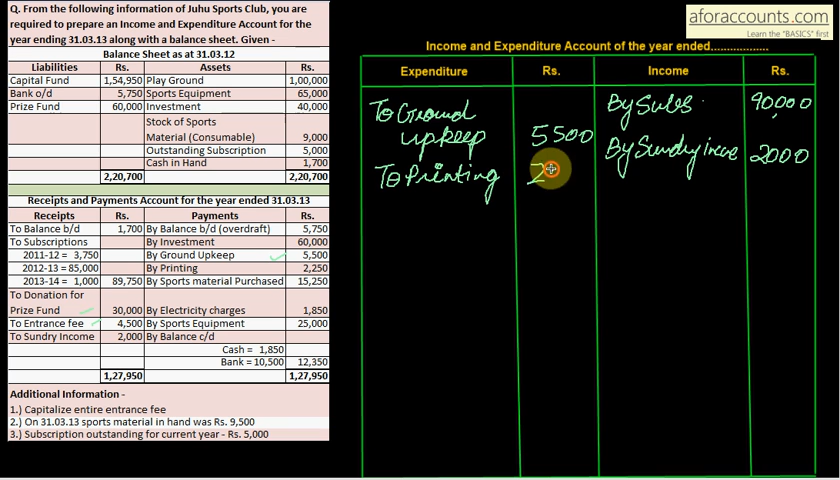 Q. From the following information of Juhu Sports Club, you are
required to prepare an Income and Expenditure Account for the
year ending 31.03.13 along with a balance sheet. Given -
Balance Sheet as at 31.03.12
Liabilities Rs. Assets Rs.
Capital Fund 1,54,950 Play Ground 1,00,000
Bank o/d 5,750 Sports Equipment 65,000
Prize Fund 60,000 Investment 40,000
Stock of Sports
Material (Consumable) 9,000
Outstanding Subscription 5,000
Cash in Hand 1,700
2,20,700 2,20,700
Receipts and Payments Account for the year ended 31.03.13
Receipts Rs. Payments Rs.
To Balance b/d 1,700 By Balance b/d (overdraft) 5,750
To Subscriptions By Investment 60,000
2011-12 = 3,750 By Ground Upkeep 5,500
2012-13 = 85,000 By Printing 2,250
2013-14 = 1,000 89,750 By Sports material Purchased 15,250
To Donation for
Prize Fund 30,000 By Electricity charges 1,850
To Entrance fee 4,500 By Sports Equipment 25,000
To Sundry Income 2,000 By Balance c/d
Cash = 1,850
Bank = 10,500 12,350
1,27,950 1,27,950
Additional Information -
1.) Capitalize entire entrance fee
2.) On 31.03.13 sports material in hand was Rs. 9,500
3.) Subscription outstanding for current year - Rs. 5,000
aforaccounts.com
Learn the "BASICS" first
Income and Expenditure Account of the year ended..................
Expenditure Rs. Income Rs.
To Ground By Subs. 90,000
upkeep 5500 By Sundry 2000
To Printing 2